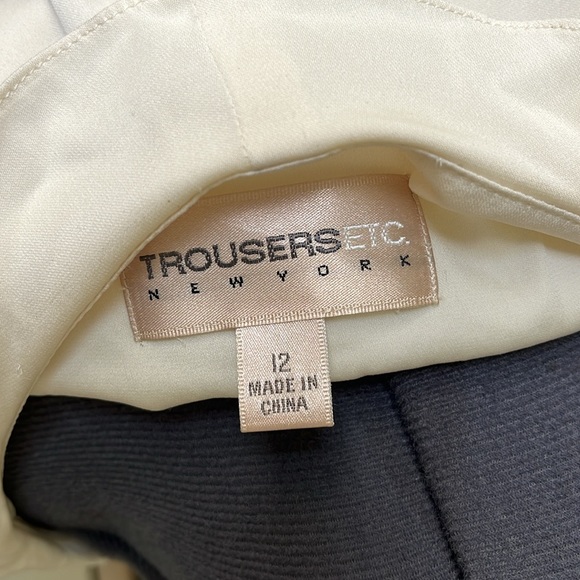 TROUSERSETC.
NEW YORK
12
MADE IN
CHINA